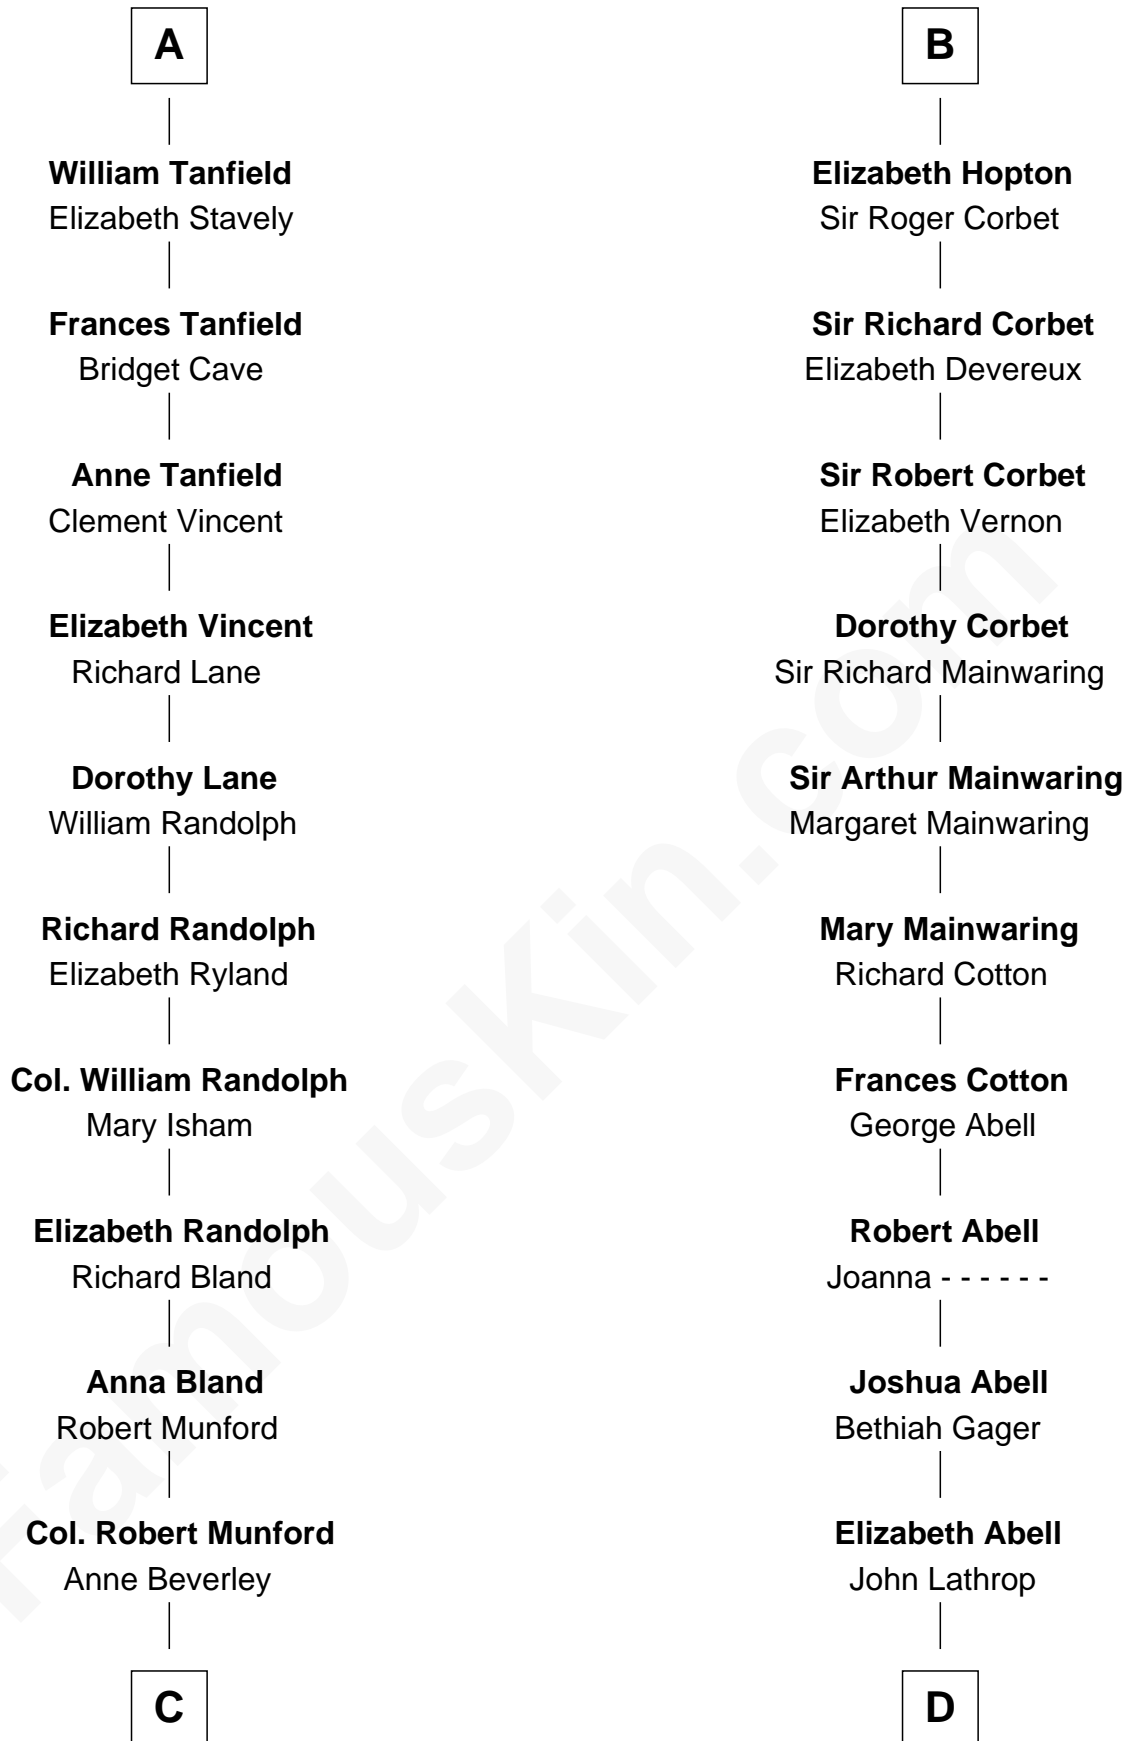 A
William Tanfield
Elizabeth Stavely
Frances Tanfield
Bridget Cave
Anne Tanfield
Clement Vincent
Elizabeth Vincent
Richard Lane
Dorothy Lane
William Randolph
Richard Randolph
Elizabeth Ryland
Col. William Randolph
Mary Isham
Elizabeth Randolph
Richard Bland
Anna Bland
Robert Munford
Col. Robert Munford
Anne Beverley
C
B
Elizabeth Hopton
Sir Roger Corbet
Sir Richard Corbet
Elizabeth Devereux
Sir Robert Corbet
Elizabeth Vernon
Dorothy Corbet
Sir Richard Mainwaring
Sir Arthur Mainwaring
Margaret Mainwaring
Mary Mainwaring
Richard Cotton
Frances Cotton
George Abell
Robert Abell
Joanna - - - - - -
Joshua Abell
Bethiah Gager
Elizabeth Abell
John Lathrop
D
FamousKin.com